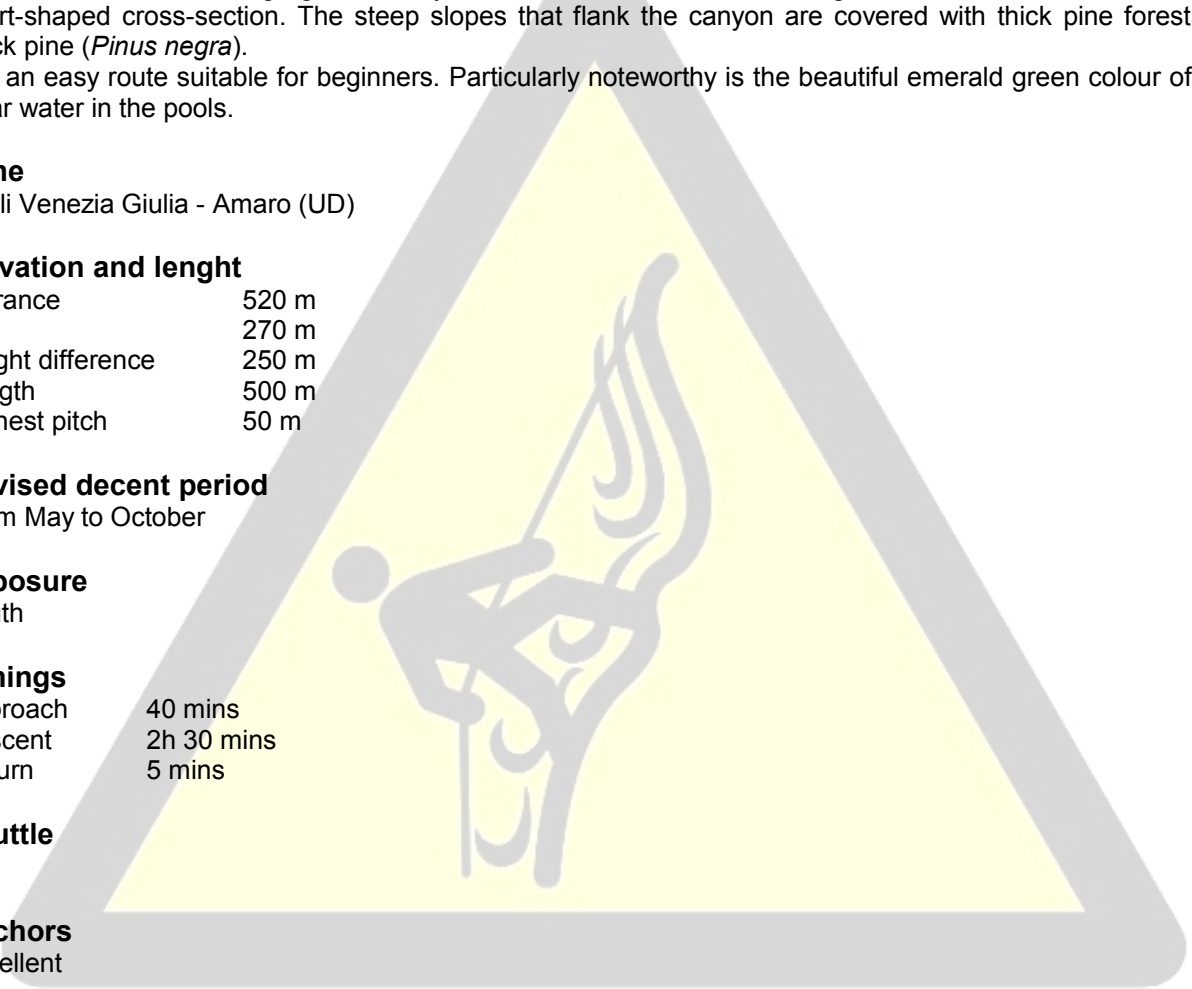 rt-shaped cross-section. The steep slopes that flank the canyon are covered with thick pine forest
ck pine (Pinus negra).
an easy route suitable for beginners. Particularly noteworthy is the beautiful emerald green colour of
ar water in the pools.
ne
li Venezia Giulia - Amaro (UD)
vation and lenght
rance 520 m
270 m
ght difference 250 m
gth 500 m
hest pitch 50 m
vised decent period
m May to October
posure
th
nings
roach 40 mins
scent 2h 30 mins
urn 5 mins
uttle
chors
ellent